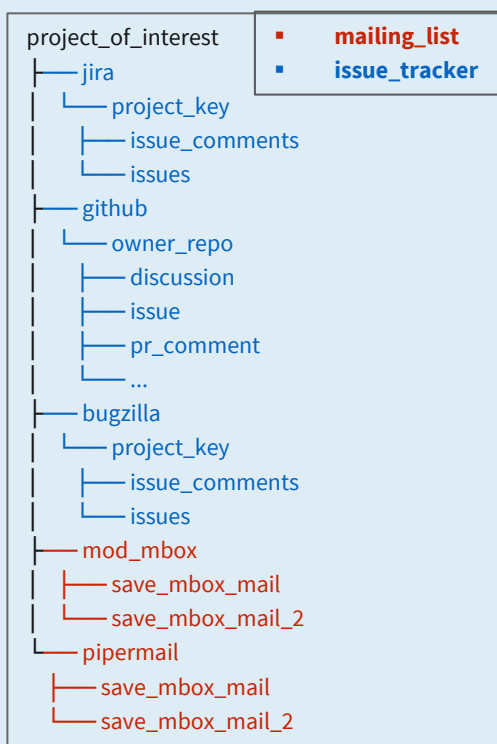 project_of_interest
▪ mailing_list
├── jira
▪ issue_tracker
│ └── project_key
│ ├── issue_comments
│ └── issues
├── github
│ └── owner_repo
│ ├── discussion
│ ├── issue
│ ├── pr_comment
│ └── ...
├── bugzilla
│ └── project_key
│ ├── issue_comments
│ └── issues
├── mod_mbox
│ ├── save_mbox_mail
│ └── save_mbox_mail_2
└── pipermail
├── save_mbox_mail
└── save_mbox_mail_2